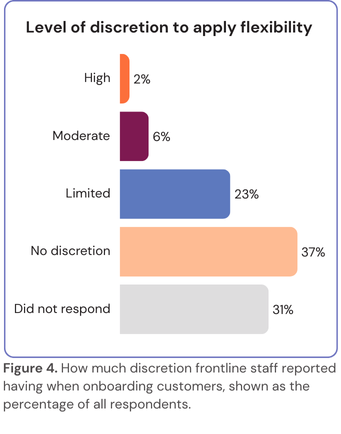 Level of discretion to apply flexibility
High 2%
Moderate 6%
Limited 23%
No discretion 37%
Did not respond 31%
Figure 4. How much discretion frontline staff reported
having when onboarding customers, shown as the
percentage of all respondents.